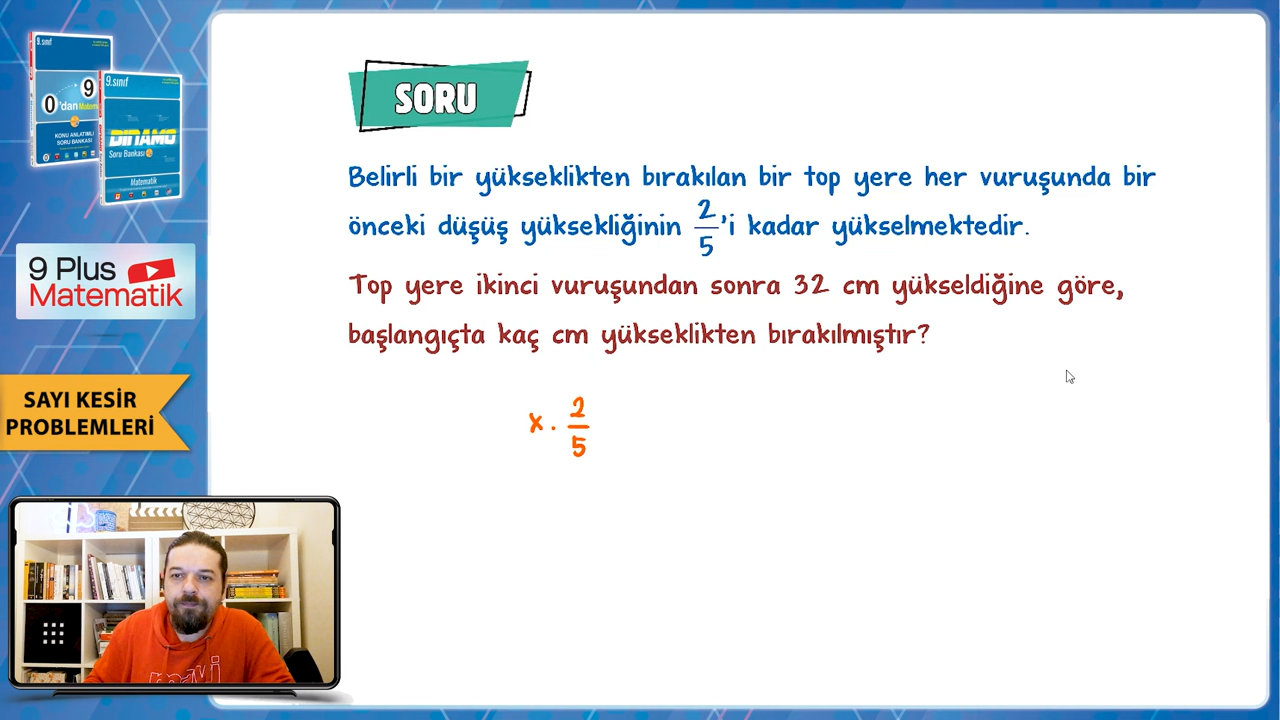 9.sınıf
0'dan 9
Matem
KONU ANLATIMLI
SORU BANKASI
9.sınıf
DİNAMO
Soru Bankası
Matematik
9 Plus
Matematik
SAYI KESİR
PROBLEMLERİ
SORU
Belirli bir yükseklikten bırakılan bir top yere her vuruşunda bir
önceki düşüş yüksekliğinin 2/5'i kadar yükselmektedir.
Top yere ikinci vuruşundan sonra 32 cm yükseldiğine göre,
başlangıçta kaç cm yükseklikten bırakılmıştır?
x . 2/5